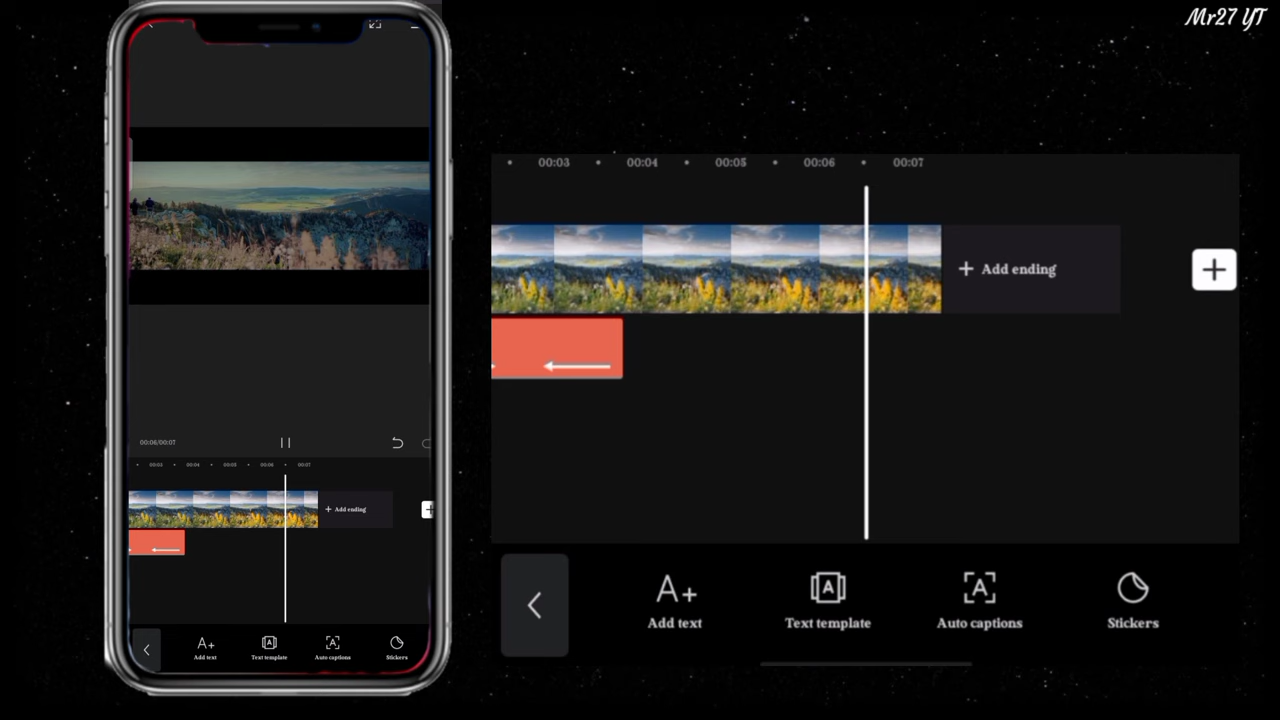 Mr27 YT
00:03 00:04 00:05 00:06 00:07
+ Add ending
Add text Text template Auto captions Stickers
00:06/00:07
00:03 00:04 00:05 00:06 00:07
+ Add ending
Add text Text template Auto captions Stickers